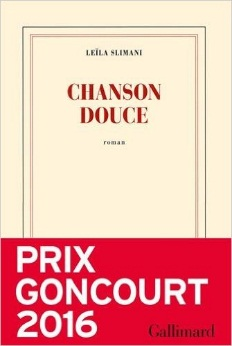 LEÏLA SLIMANI
CHANSON
DOUCE
roman
PRIX
GONCOURT
2016
Gallimard